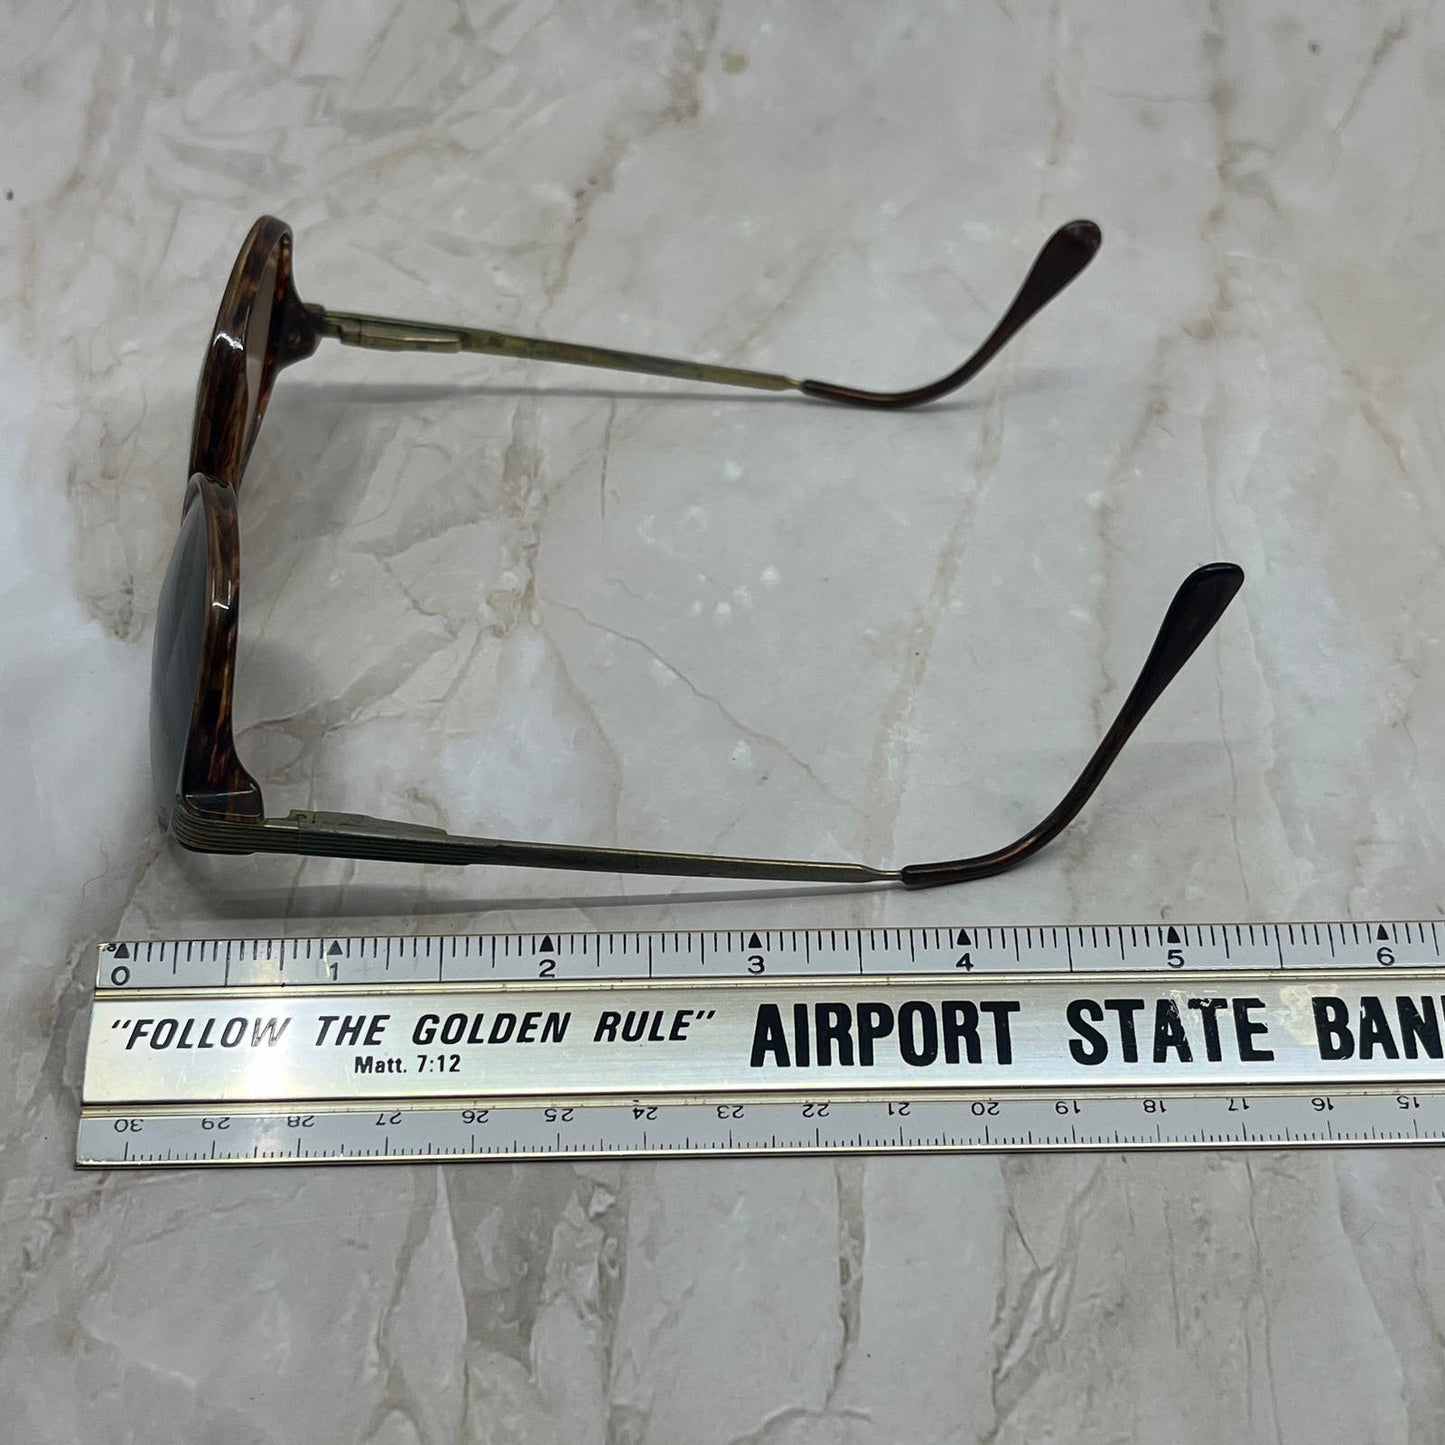 0 1 2 3 4 5 6
"FOLLOW THE GOLDEN RULE" AIRPORT STATE BAN
Matt. 7:12
30 29 28 27 26 25 24 23 22 21 20 19 18 17 16 15